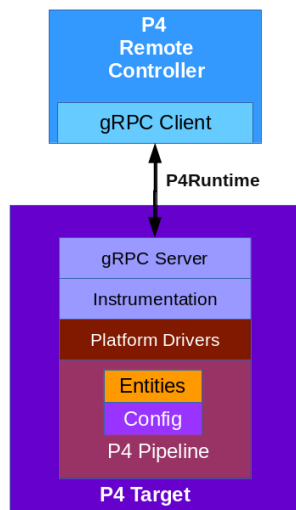 P4
Remote
Controller
gRPC Client
P4Runtime
gRPC Server
Instrumentation
Platform Drivers
Entities
Config
P4 Pipeline
P4 Target